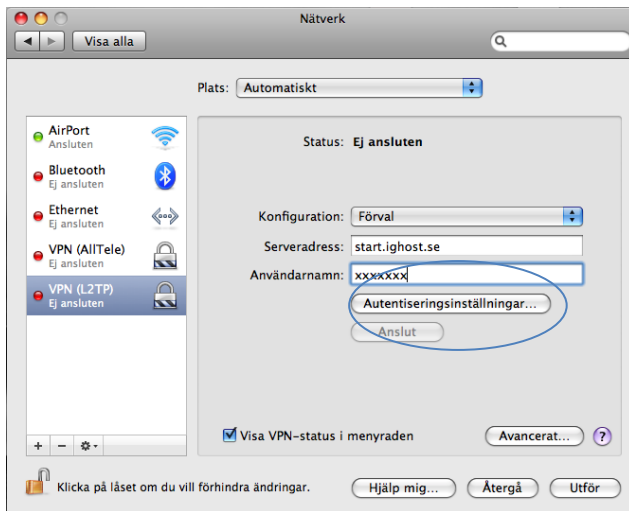 Nätverk
Visa alla
Plats: Automatiskt
AirPort
Ansluten
Bluetooth
Ej ansluten
Ethernet
Ej ansluten
VPN (AllTele)
Ej ansluten
VPN (L2TP)
Ej ansluten
Status: Ej ansluten
Konfiguration: Förval
Serveradress: start.ighost.se
Användarnamn: xxxxxxx
Autentiseringsinställningar...
Anslut
Visa VPN-status i menyraden
Avancerat...
?
Klicka på låset om du vill förhindra ändringar.
Hjälp mig...
Återgå
Utför